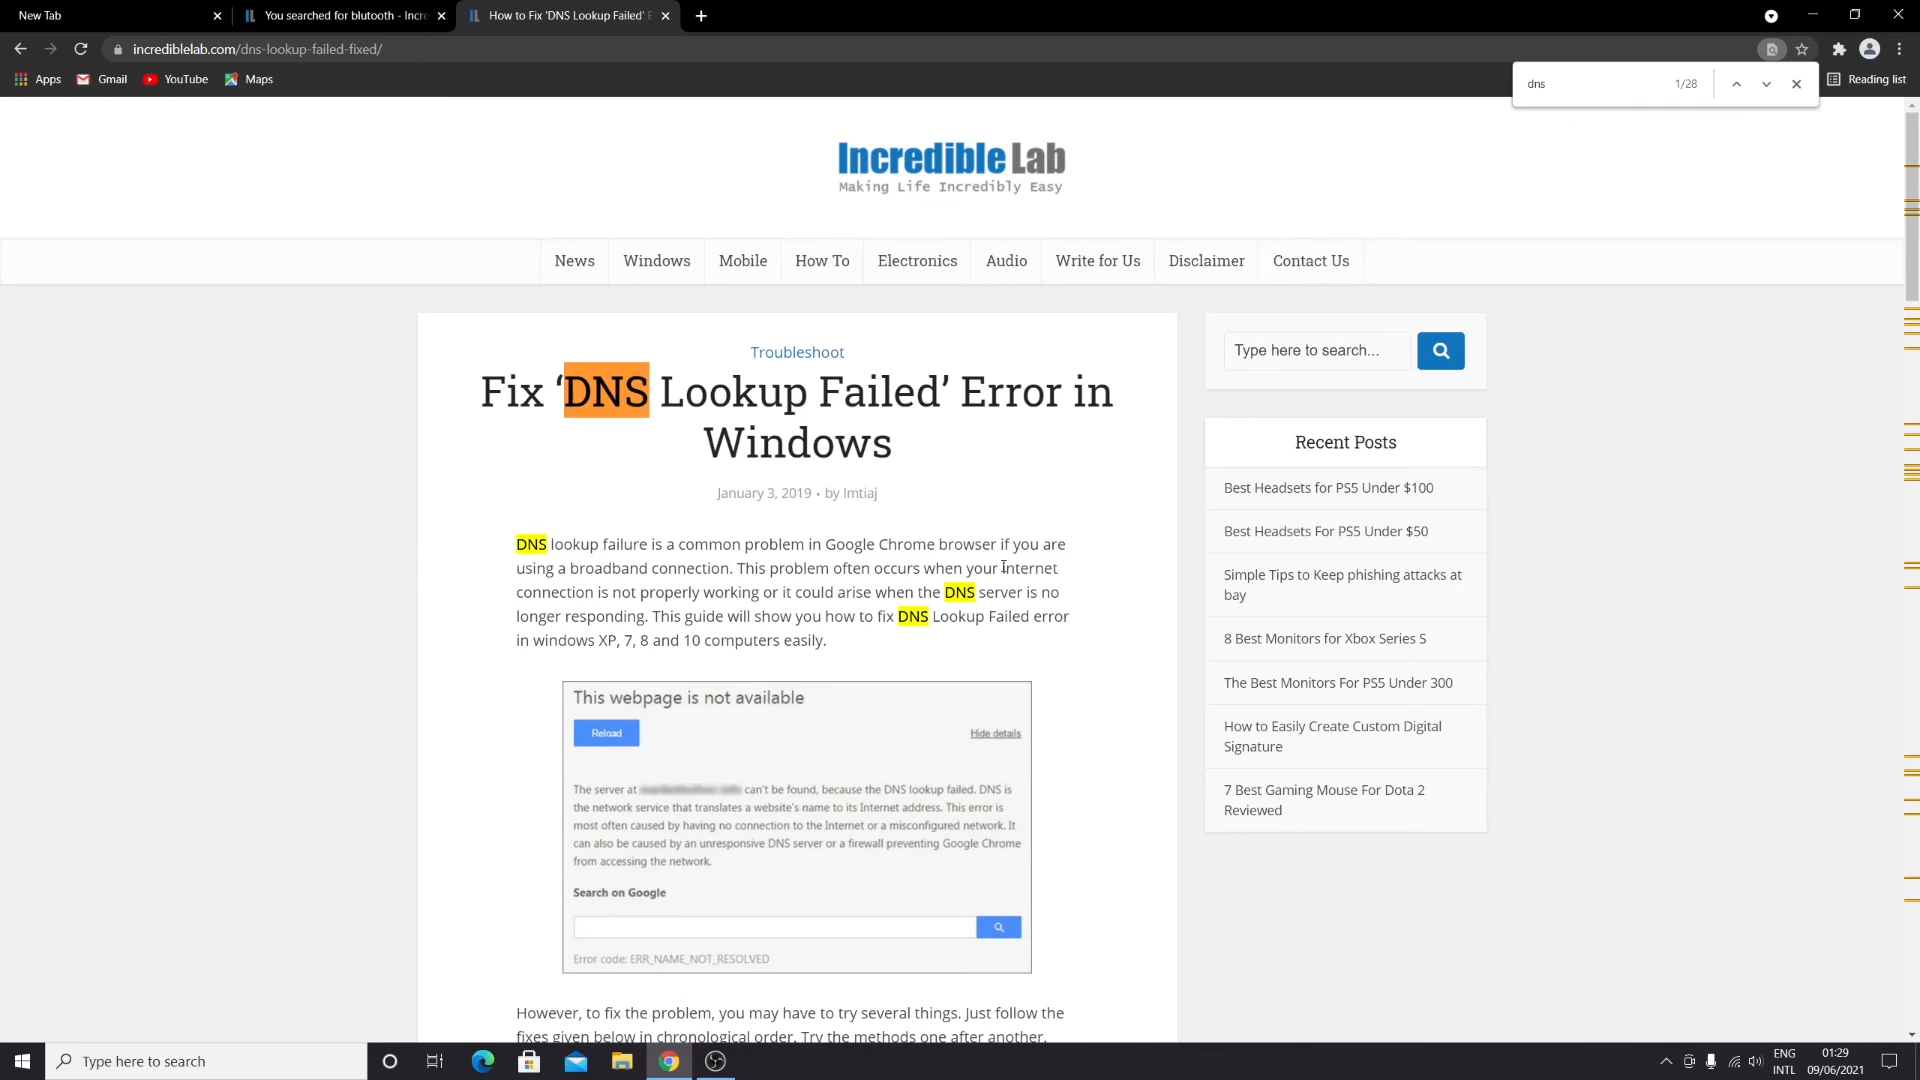 New Tab
You searched for blutooth - Incre
How to Fix 'DNS Lookup Failed' E
incrediblelab.com/dns-lookup-failed-fixed/
Apps
Gmail
YouTube
Maps
dns
1/28
Reading list
Incredible Lab
Making Life Incredibly Easy
News
Windows
Mobile
How To
Electronics
Audio
Write for Us
Disclaimer
Contact Us
Troubleshoot
Fix ‘DNS Lookup Failed’ Error in
Windows
January 3, 2019 • by Imtiaj
DNS lookup failure is a common problem in Google Chrome browser if you are
using a broadband connection. This problem often occurs when your internet
connection is not properly working or it could arise when the DNS server is no
longer responding. This guide will show you how to fix DNS Lookup Failed error
in windows XP, 7, 8 and 10 computers easily.
This webpage is not available
Reload
Hide details
The server at can't be found, because the DNS lookup failed. DNS is
the network service that translates a website's name to its Internet address. This error is
most often caused by having no connection to the Internet or a misconfigured network. It
can also be caused by an unresponsive DNS server or a firewall preventing Google Chrome
from accessing the network.
Search on Google
Error code: ERR_NAME_NOT_RESOLVED
However, to fix the problem, you may have to try several things. Just follow the
fixes given below in chronological order. Try the methods one after another.
Type here to search...
Recent Posts
Best Headsets for PS5 Under $100
Best Headsets For PS5 Under $50
Simple Tips to Keep phishing attacks at
bay
8 Best Monitors for Xbox Series S
The Best Monitors For PS5 Under 300
How to Easily Create Custom Digital
Signature
7 Best Gaming Mouse For Dota 2
Reviewed
Type here to search
ENG
INTL
01:29
09/06/2021